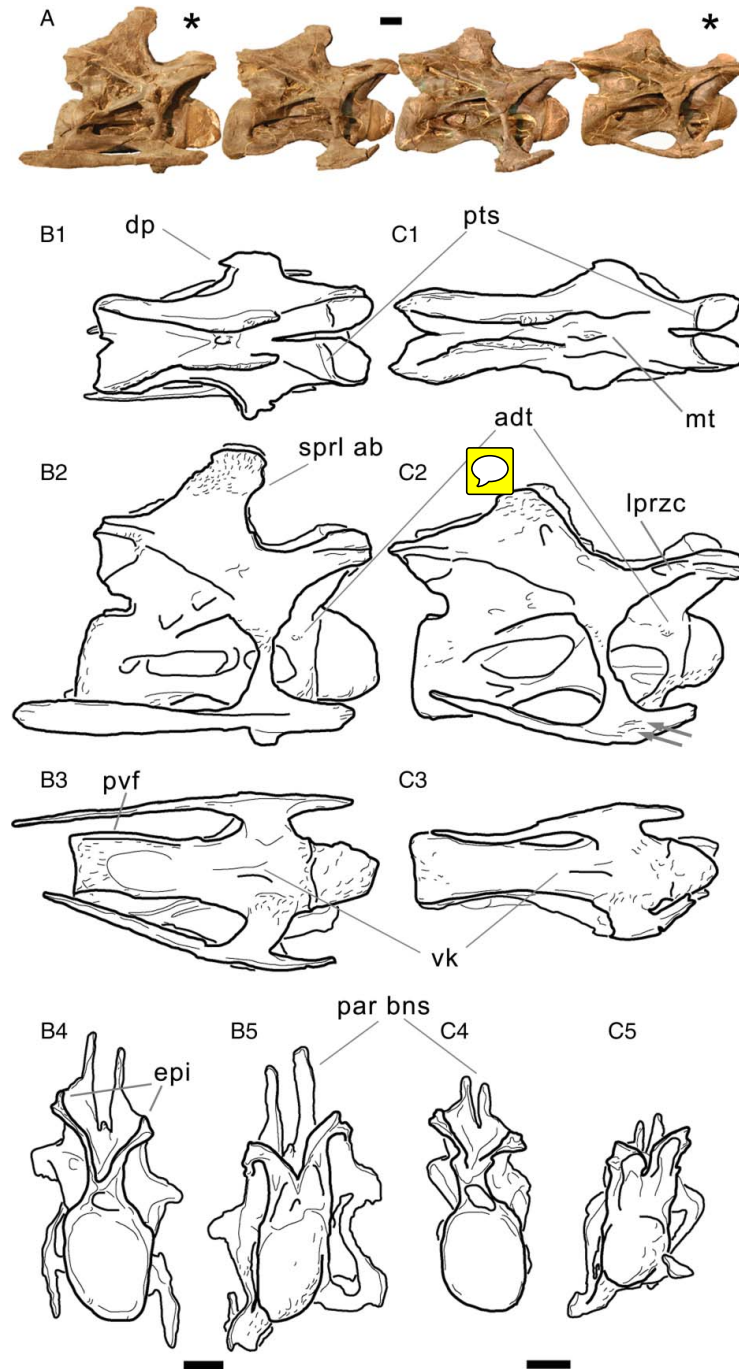 A * *
B1 dp C1 pts
mt
adt
B2 sprl ab C2
lprzc
B3 pvf C3
vk
par bns
B4 B5 C4 C5
epi